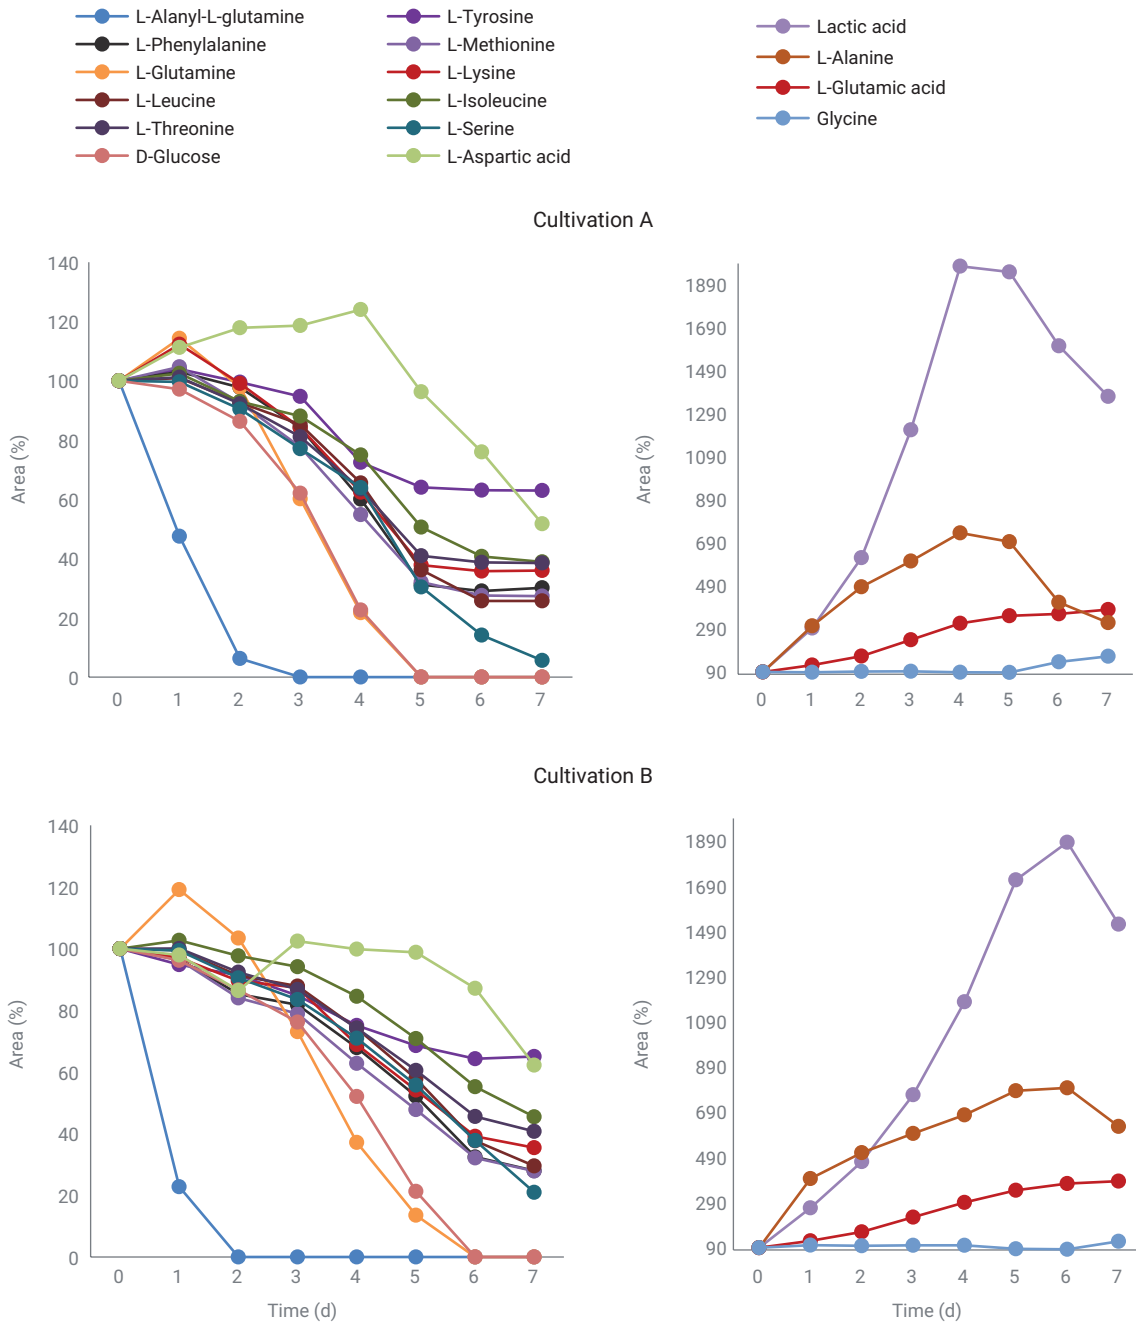 L-Alanyl-L-glutamine
L-Phenylalanine
L-Glutamine
L-Leucine
L-Threonine
D-Glucose
L-Tyrosine
L-Methionine
L-Lysine
L-Isoleucine
L-Serine
L-Aspartic acid
Lactic acid
L-Alanine
L-Glutamic acid
Glycine
Cultivation A
Area (%)
140
120
100
80
60
40
20
0
0 1 2 3 4 5 6 7
Area (%)
1890
1690
1490
1290
1090
890
690
490
290
90
0 1 2 3 4 5 6 7
Cultivation B
Area (%)
140
120
100
80
60
40
20
0
0 1 2 3 4 5 6 7
Time (d)
Area (%)
1890
1690
1490
1290
1090
890
690
490
290
90
0 1 2 3 4 5 6 7
Time (d)